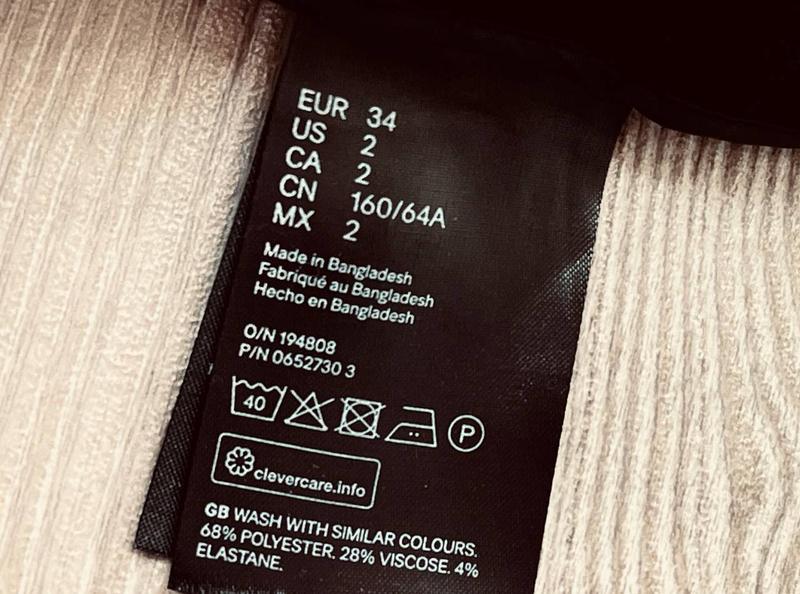 EUR 34
US 2
CA 2
CN 160/64A
MX 2
Made in Bangladesh
Fabriqué au Bangladesh
Hecho en Bangladesh
O/N 194808
P/N 0652730 3
40 P
clevercare.info
GB WASH WITH SIMILAR COLOURS.
68% POLYESTER. 28% VISCOSE. 4%
ELASTANE.